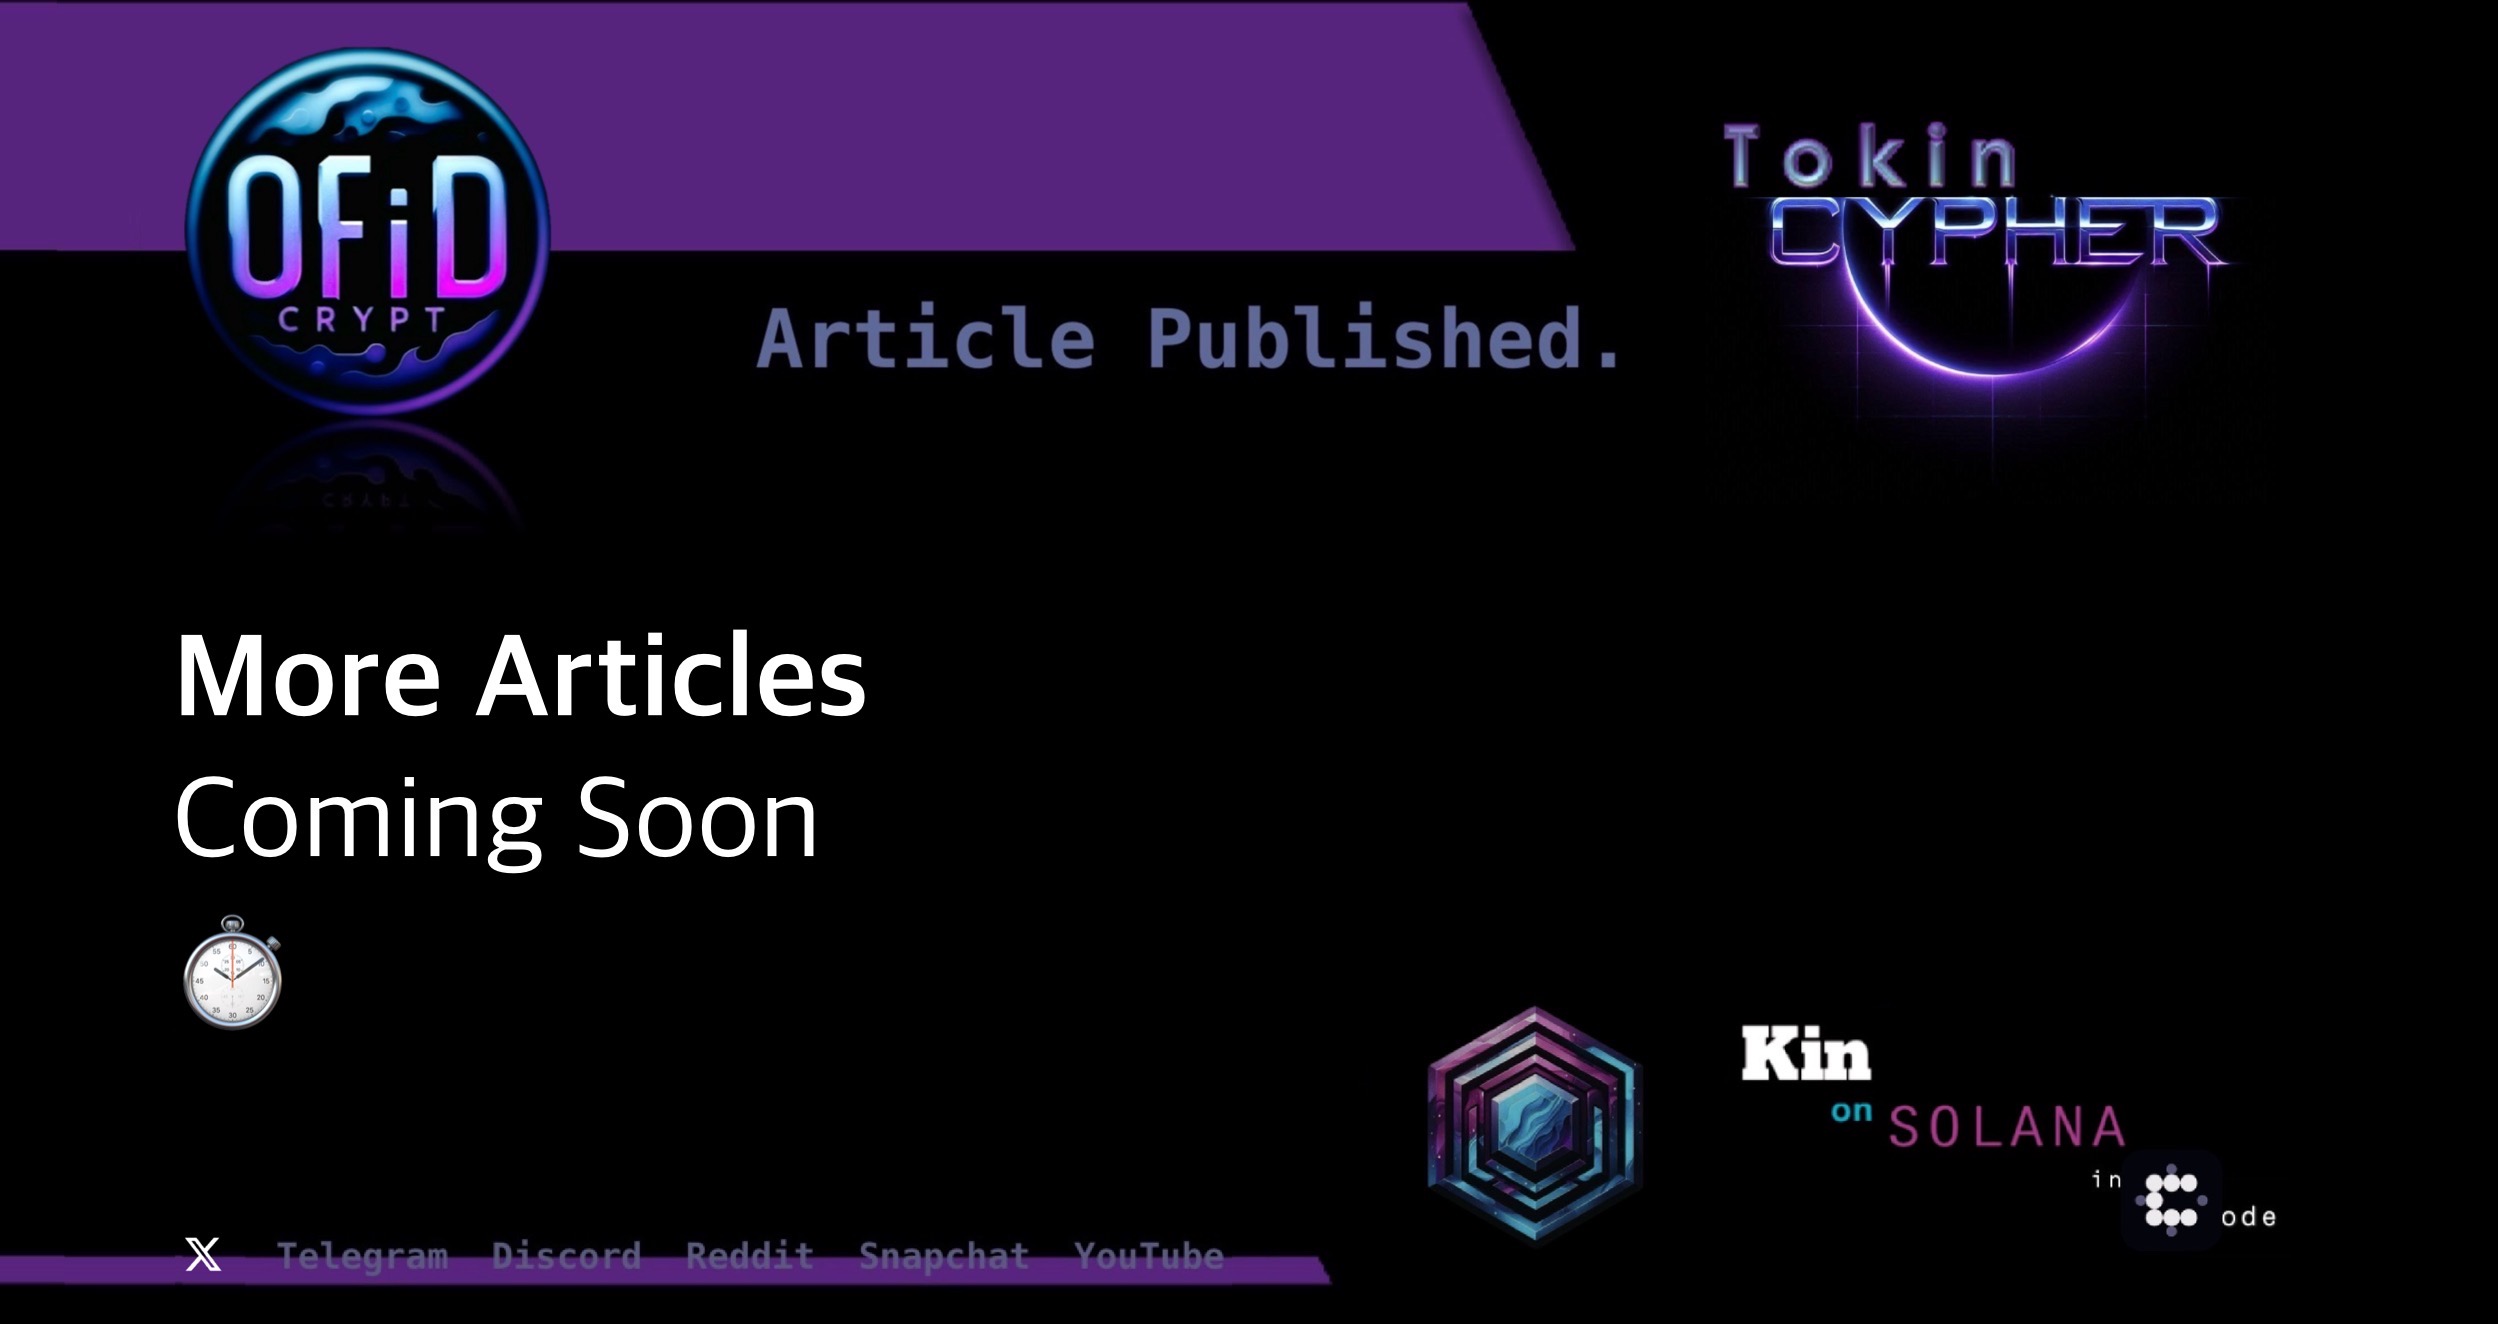 OFiD
CRYPT
Tokin
CYPHER
Article Published.
More Articles
Coming Soon
Kin
on SOLANA
in Code
X Telegram Discord Reddit Snapchat YouTube